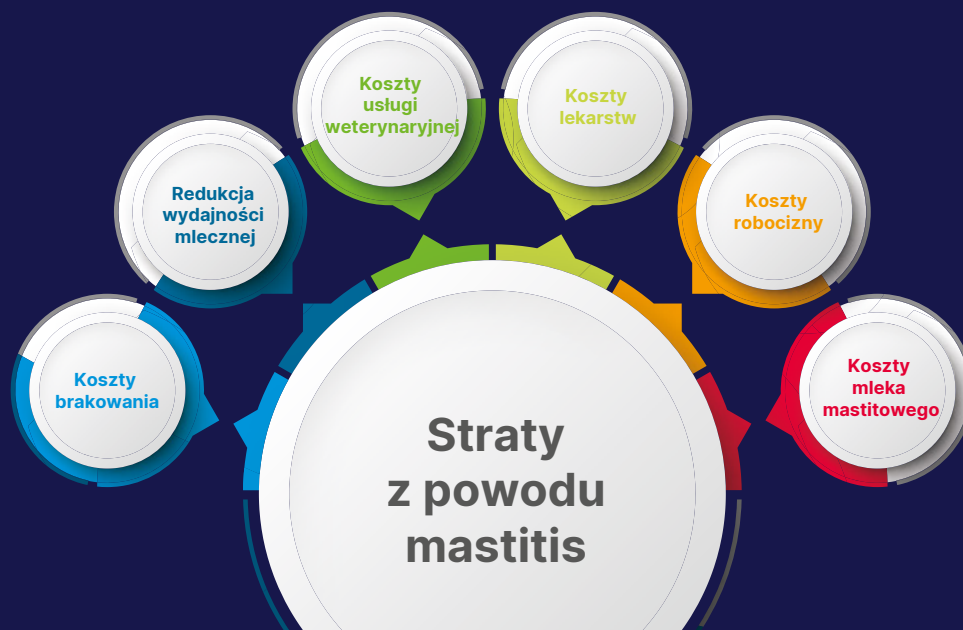 Koszty
usługi
weterynaryjnej
Koszty
lekarstw
Redukcja
wydajności
mlecznej
Koszty
robocizny
Koszty
brakowania
Koszty
mleka
mastitowego
Straty
z powodu
mastitis